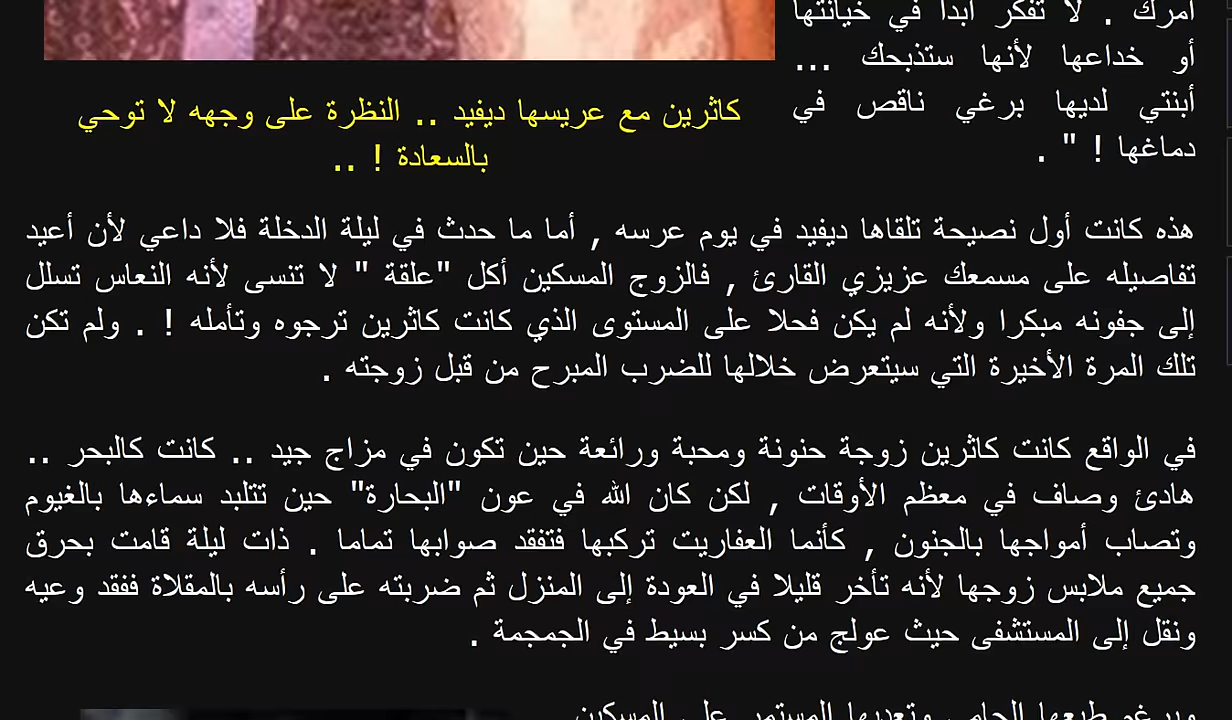 أمرك . لا تفكر أبدا في خيانتها
أو خداعها لأنها ستذبحك ...
أبنتي لديها برغي ناقص في
دماغها ! " .
كاثرين مع عريسها ديفيد .. النظرة على وجهه لا توحي
بالسعادة ! ..
هذه كانت أول نصيحة تلقاها ديفيد في يوم عرسه , أما ما حدث في ليلة الدخلة فلا داعي لأن أعيد
تفاصيله على مسمعك عزيزي القارئ , فالزوج المسكين أكل "علقة " لا تنسى لأنه النعاس تسلل
إلى جفونه مبكرا ولأنه لم يكن فحلا على المستوى الذي كانت كاثرين ترجوه وتأمله ! . ولم تكن
تلك المرة الأخيرة التي سيتعرض خلالها للضرب المبرح من قبل زوجته .
في الواقع كانت كاثرين زوجة حنونة ومحبة ورائعة حين تكون في مزاج جيد .. كانت كالبحر ..
هادئ وصاف في معظم الأوقات , لكن كان الله في عون "البحارة" حين تتلبد سماءها بالغيوم
وتصاب أمواجها بالجنون , كأنما العفاريت تركبها فتفقد صوابها تماما . ذات ليلة قامت بحرق
جميع ملابس زوجها لأنه تأخر قليلا في العودة إلى المنزل ثم ضربته على رأسه بالمقلاة ففقد وعيه
ونقل إلى المستشفى حيث عولج من كسر بسيط في الجمجمة .
وبرغم طبعها الحامي وتعديها المستمر على المسكين